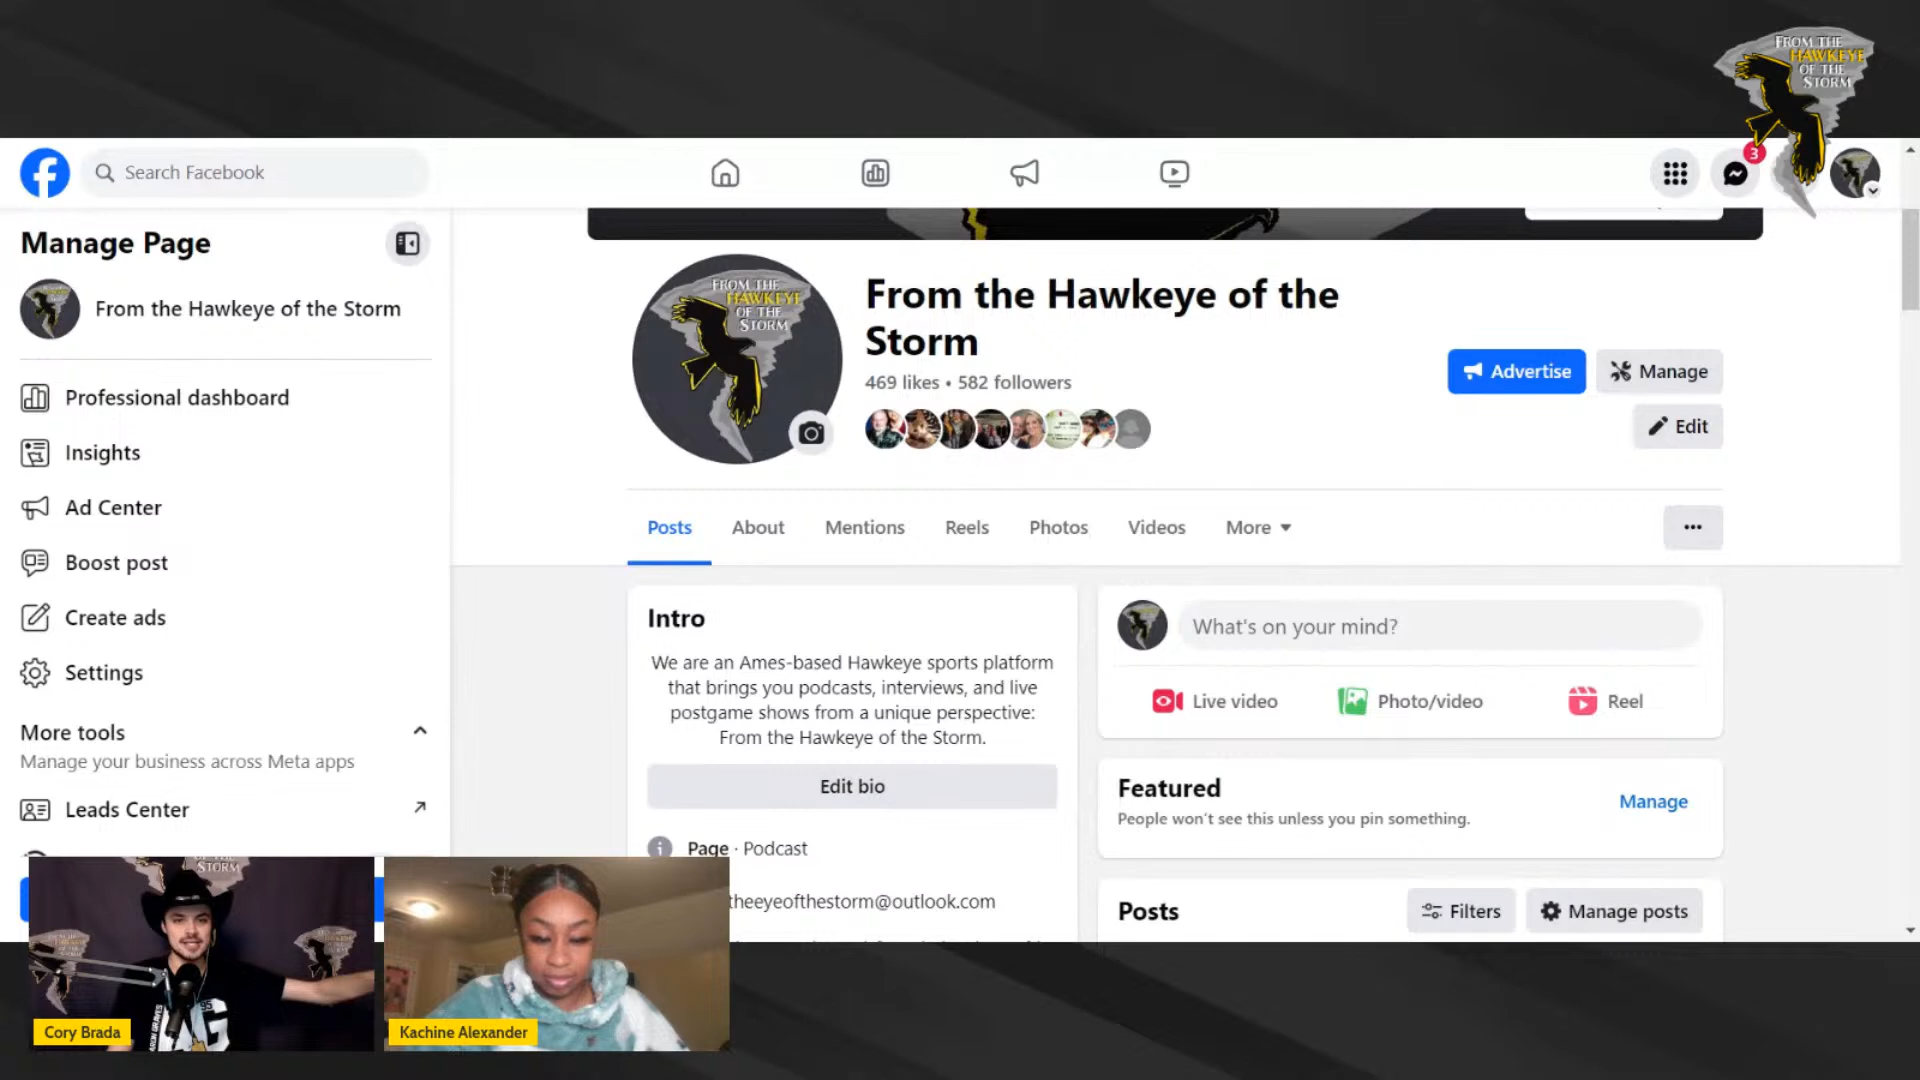 FROM THE
HAWKEYE
OF THE
STORM
Search Facebook
3
Manage Page
From the Hawkeye of the Storm
Professional dashboard
Insights
Ad Center
Boost post
Create ads
Settings
More tools
Manage your business across Meta apps
Leads Center
FROM THE
HAWKEYE
OF THE
STORM
From the Hawkeye of the
Storm
469 likes • 582 followers
Advertise
Manage
Edit
Posts
About
Mentions
Reels
Photos
Videos
More
Intro
We are an Ames-based Hawkeye sports platform
that brings you podcasts, interviews, and live
postgame shows from a unique perspective:
From the Hawkeye of the Storm.
Edit bio
Page · Podcast
theeyeofthestorm@outlook.com
What's on your mind?
Live video
Photo/video
Reel
Featured
People won't see this unless you pin something.
Manage
Posts
Filters
Manage posts
STORM
Cory Brada
Kachine Alexander